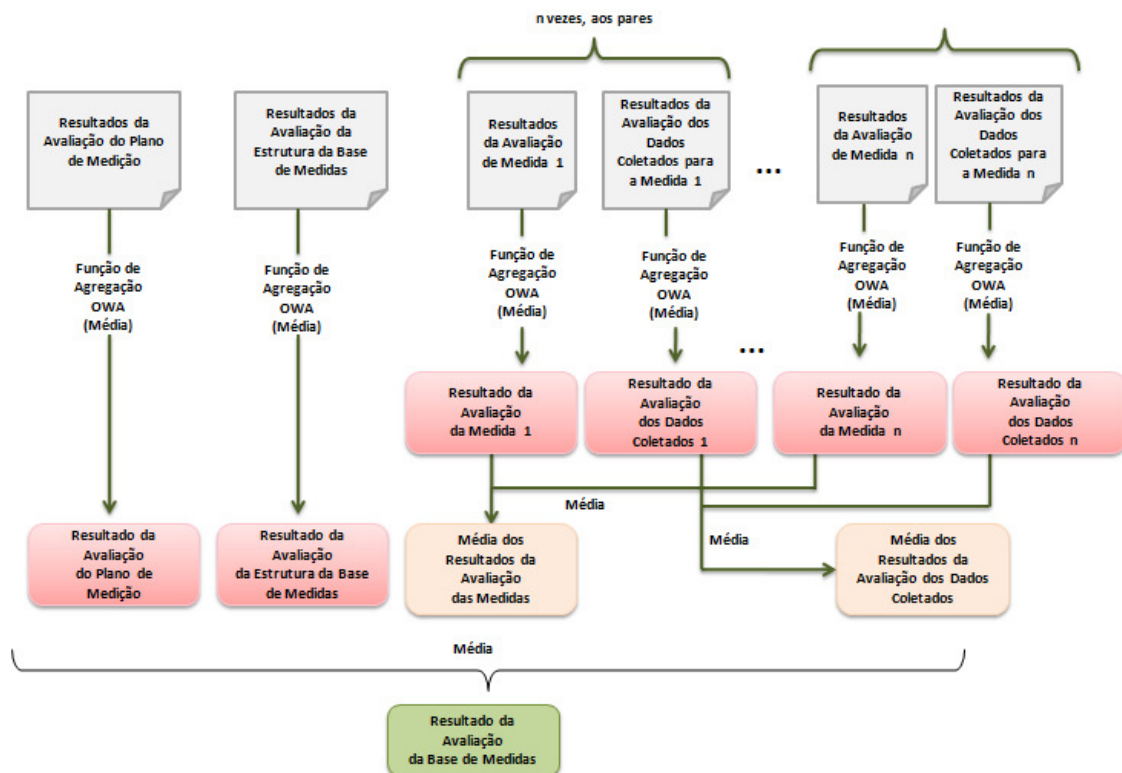 n vezes, aos pares
Resultados da
Avaliação do Plano
de Medição
Resultados da
Avaliação da
Estrutura da Base
de Medidas
Resultados
da Avaliação
de Medida 1
Resultados da
Avaliação dos
Dados
Coletados para
a Medida 1
...
Resultados
da Avaliação
de Medida n
Resultados da
Avaliação dos
Dados
Coletados para
a Medida n
Função de
Agregação
OWA
(Média)
Função de
Agregação
OWA
(Média)
Função de
Agregação
OWA
(Média)
Função de
Agregação
OWA
(Média)
Função de
Agregação
OWA
(Média)
Função de
Agregação
OWA
(Média)
...
Resultado da
Avaliação
da Medida 1
Resultado da
Avaliação
dos Dados
Coletados 1
Resultado da
Avaliação
da Medida n
Resultado da
Avaliação
dos Dados
Coletados n
Média
Média
Resultado da
Avaliação
do Plano de
Medição
Resultado da
Avaliação
da Estrutura da Base
de Medidas
Média dos
Resultados da
Avaliação
das Medidas
Média dos
Resultados da
Avaliação dos Dados
Coletados
Média
Resultado da
Avaliação
da Base de Medidas